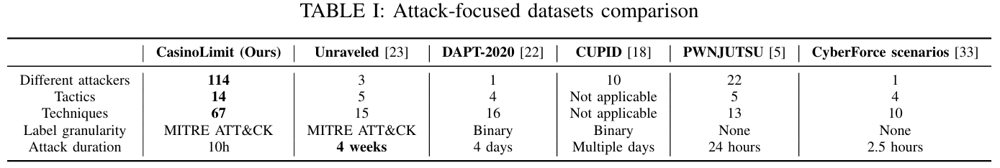 TABLE I: Attack-focused datasets comparison
CasinoLimit (Ours) Unraveled [23] DAPT-2020 [22] CUPID [18] PWNJUTSU [5] CyberForce scenarios [33]
Different attackers 114 3 1 10 22 1
Tactics 14 5 4 Not applicable 5 4
Techniques 67 15 16 Not applicable 13 10
Label granularity MITRE ATT&CK MITRE ATT&CK Binary Binary None None
Attack duration 10h 4 weeks 4 days Multiple days 24 hours 2.5 hours